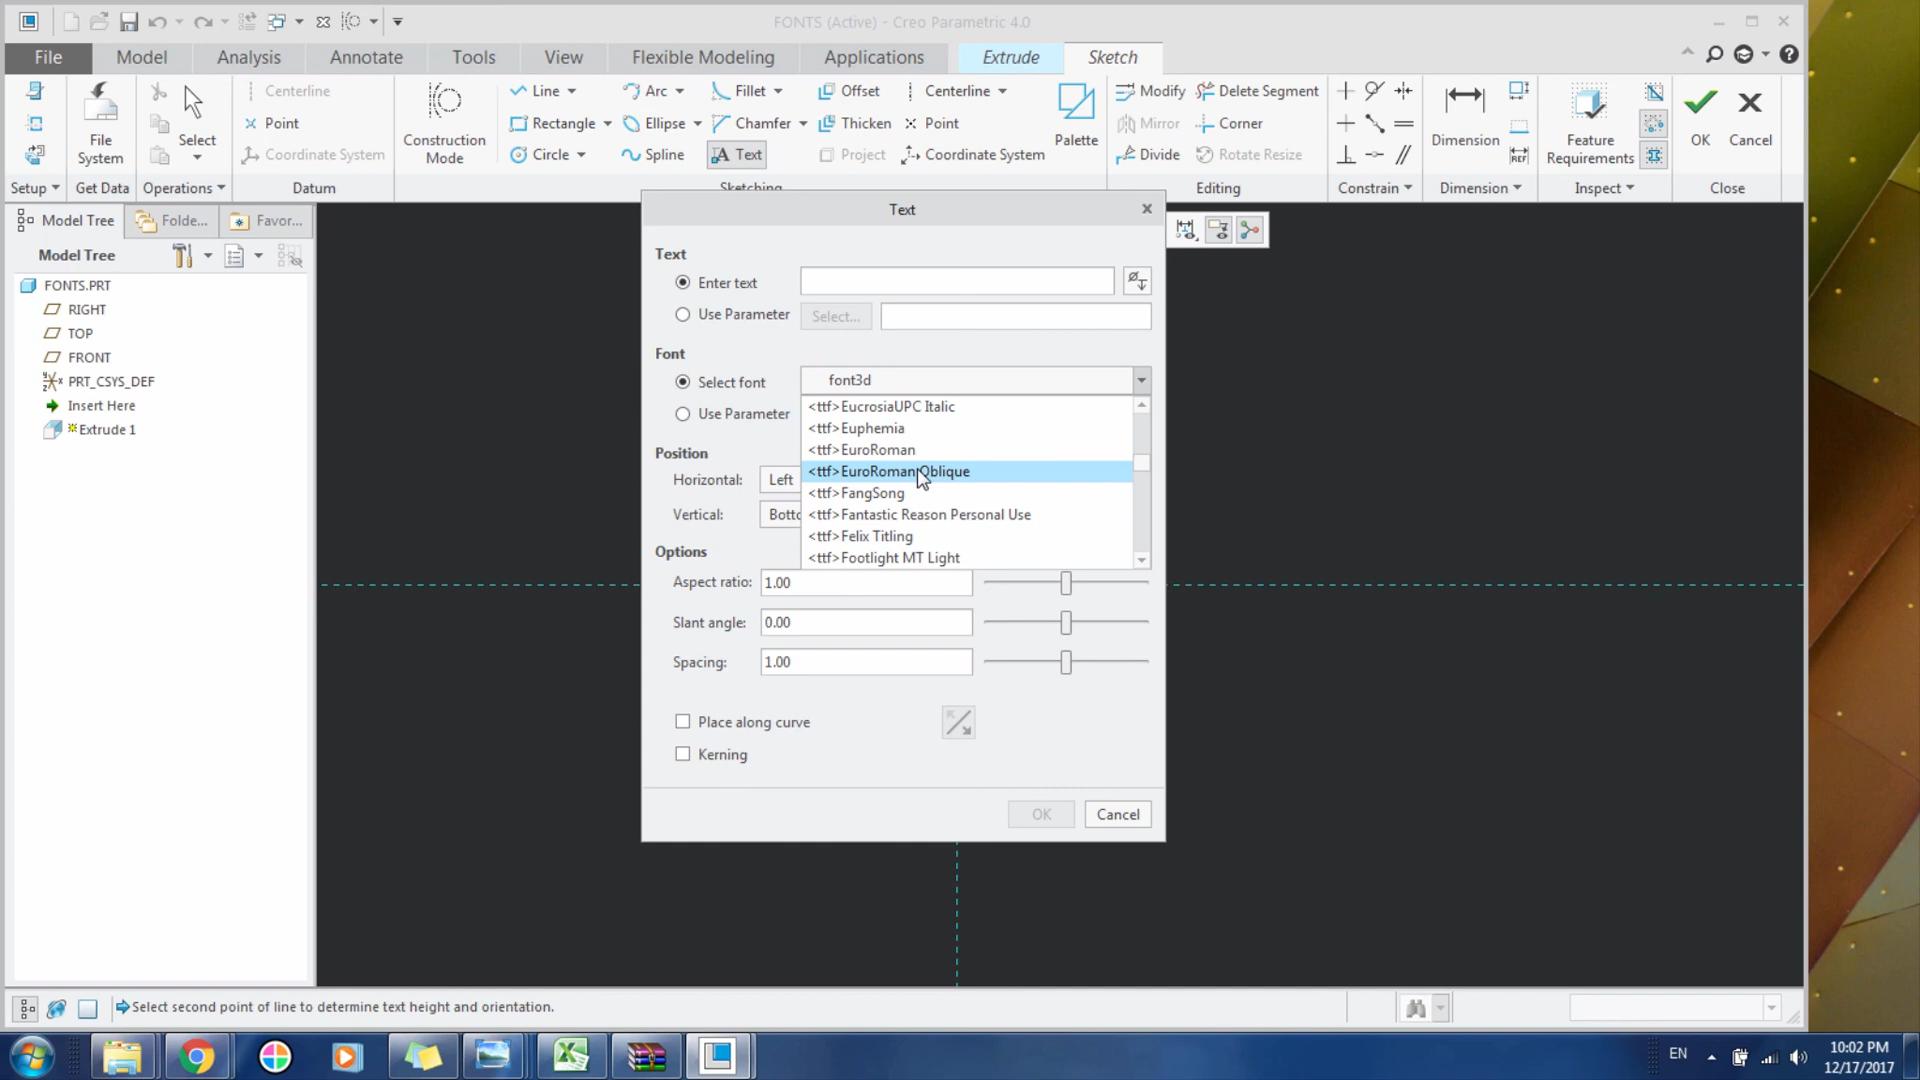 FONTS (Active) - Creo Parametric 4.0
File Model Analysis Annotate Tools View Flexible Modeling Applications Extrude Sketch
Centerline Line Arc Fillet Offset Centerline Modify Delete Segment
File System Select Point Construction Mode Rectangle Ellipse Chamfer Thicken Point Palette Mirror Corner Dimension Feature Requirements OK Cancel
Coordinate System Circle Spline Text Project Coordinate System Divide Rotate Resize REF
Setup Get Data Operations Datum Sketching Editing Constrain Dimension Inspect Close
Model Tree Folde... Favor...
Model Tree
FONTS.PRT
RIGHT
TOP
FRONT
PRT_CSYS_DEF
Insert Here
Extrude 1
Text
Text
Enter text
Use Parameter Select...
Font
Select font font3d
Use Parameter
<ttf>EucrosiaUPC Italic
<ttf>Euphemia
<ttf>EuroRoman
<ttf>EuroRoman Oblique
<ttf>FangSong
<ttf>Fantastic Reason Personal Use
<ttf>Felix Titling
<ttf>Footlight MT Light
Position
Horizontal: Left
Vertical: Botto
Options
Aspect ratio: 1.00
Slant angle: 0.00
Spacing: 1.00
Place along curve
Kerning
OK Cancel
Select second point of line to determine text height and orientation.
EN
10:02 PM
12/17/2017